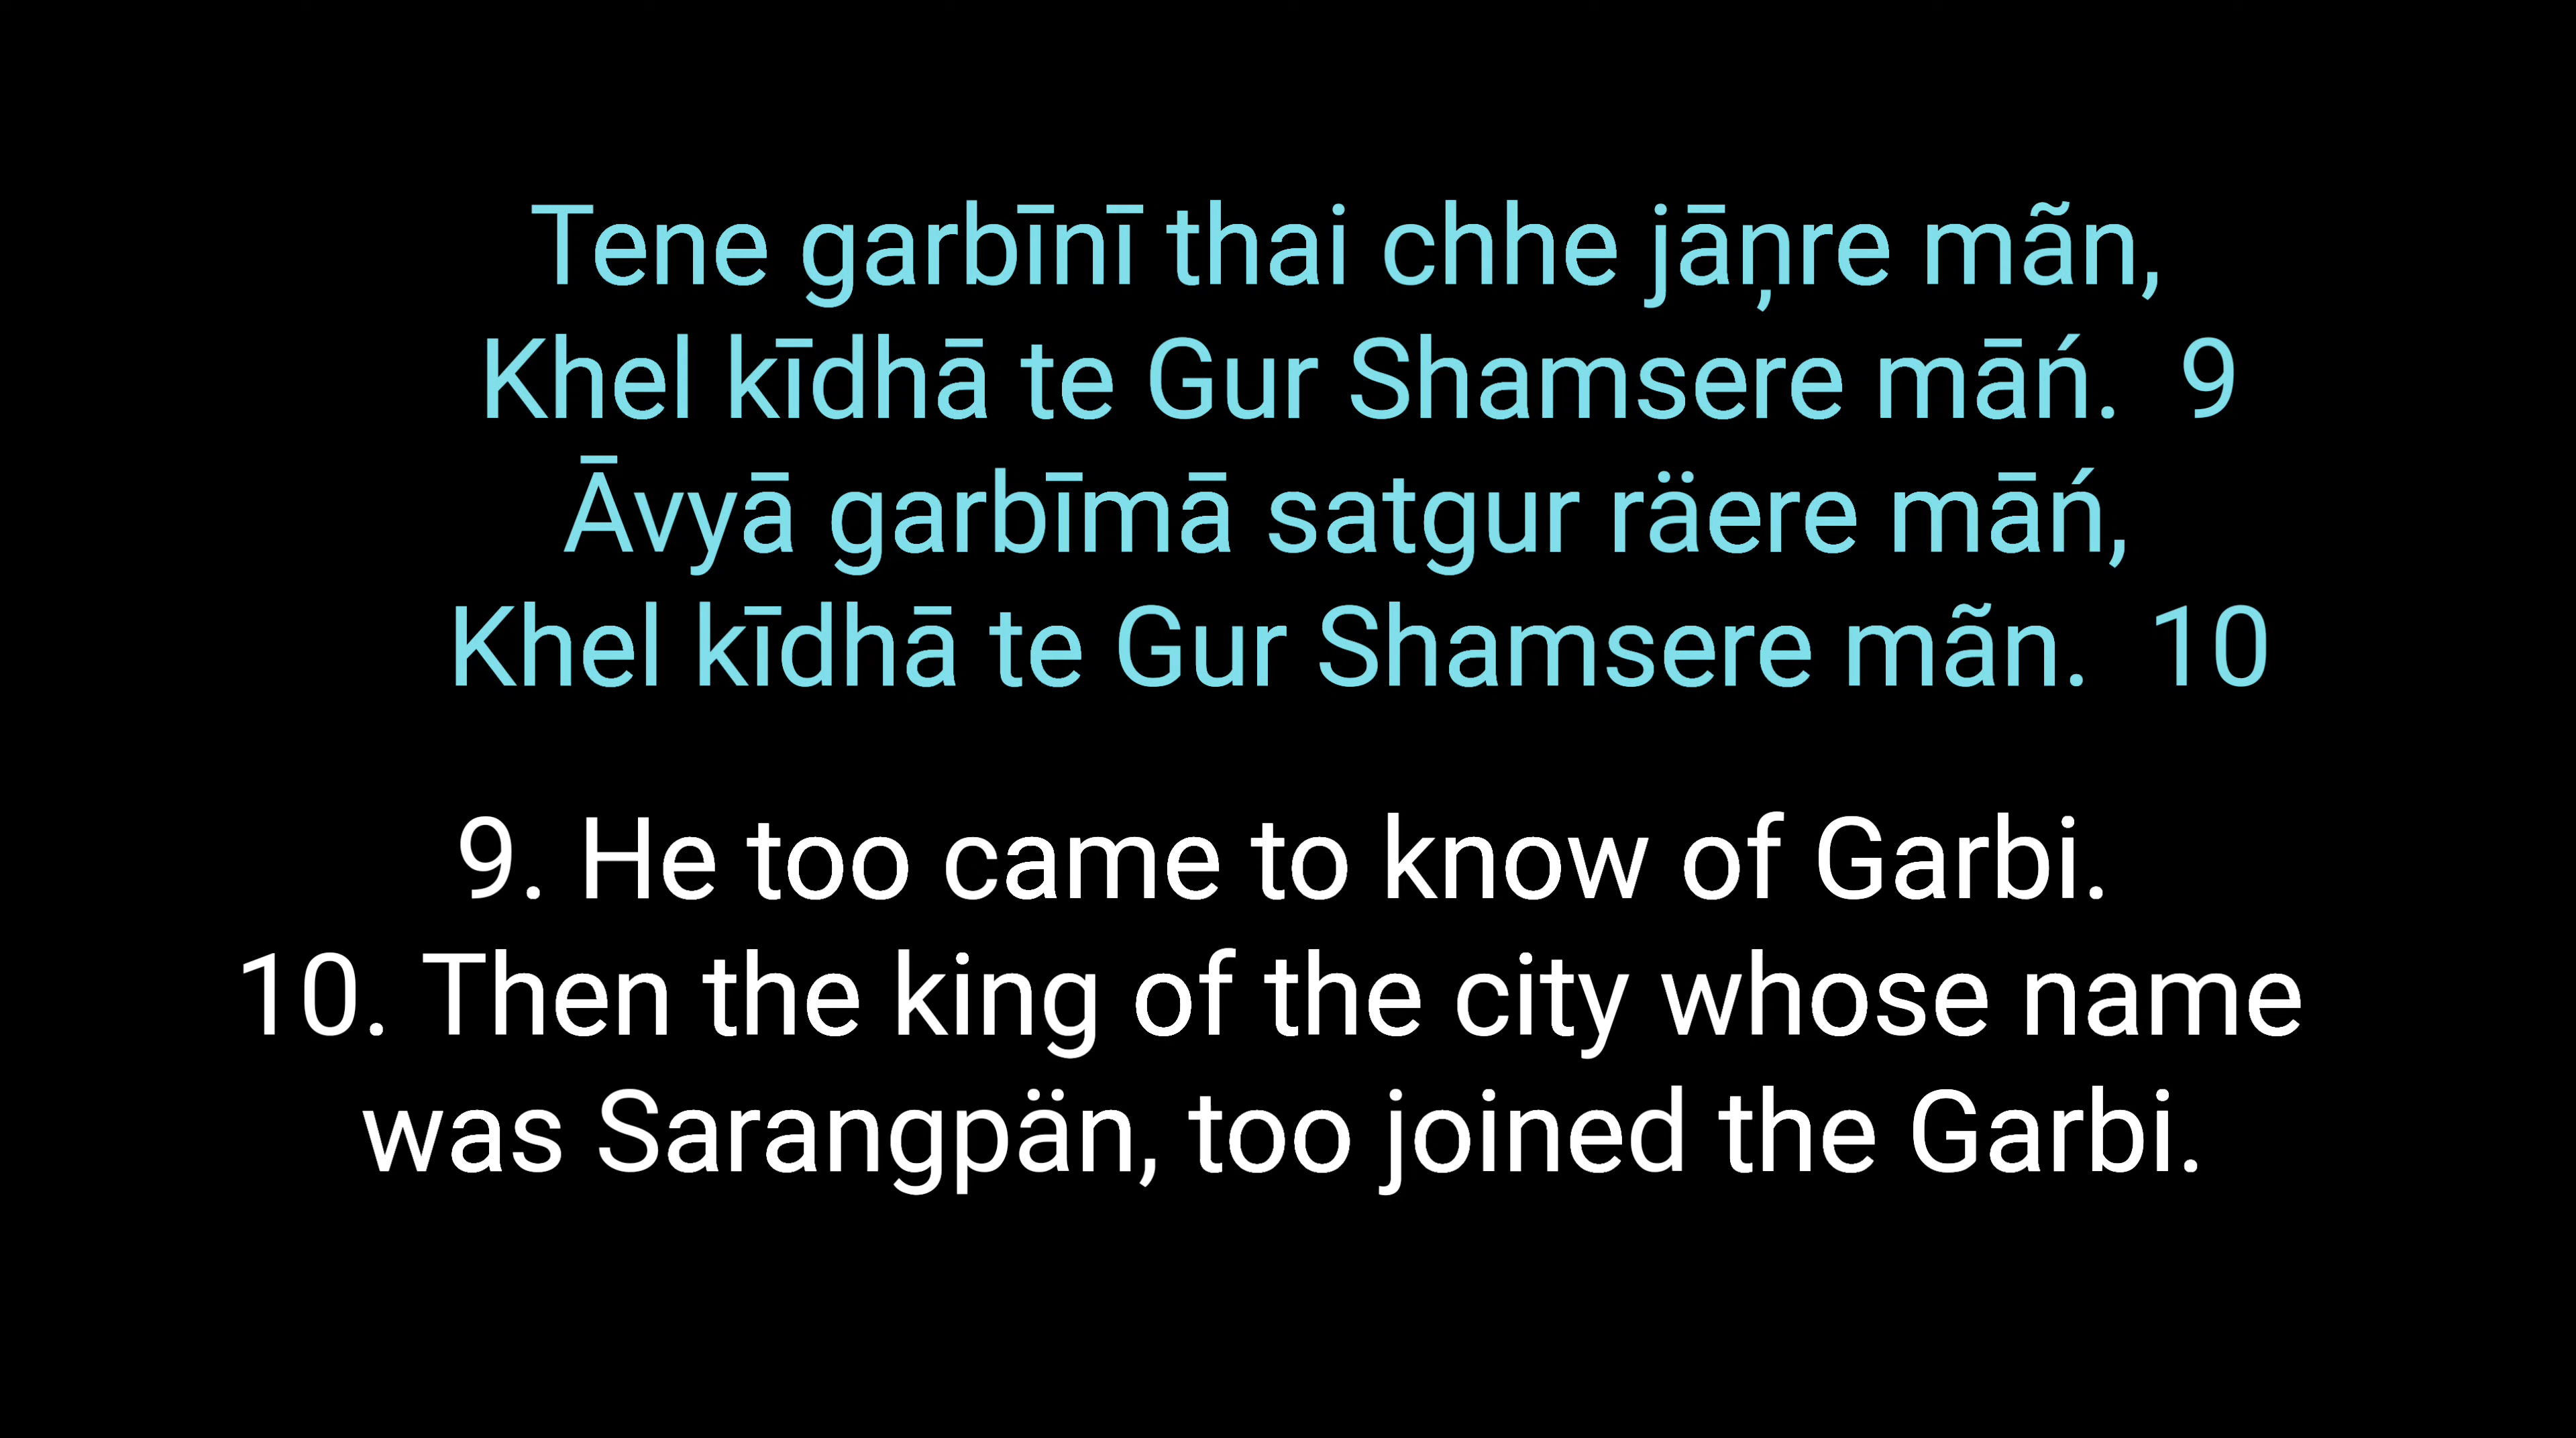 Tene garbīnī thai chhe jāņre mãn,
Khel kīdhā te Gur Shamsere māń.  9
Āvyā garbīmā satgur räere māń,
Khel kīdhā te Gur Shamsere mãn.  10
9. He too came to know of Garbi.
10. Then the king of the city whose name
was Sarangpän, too joined the Garbi.